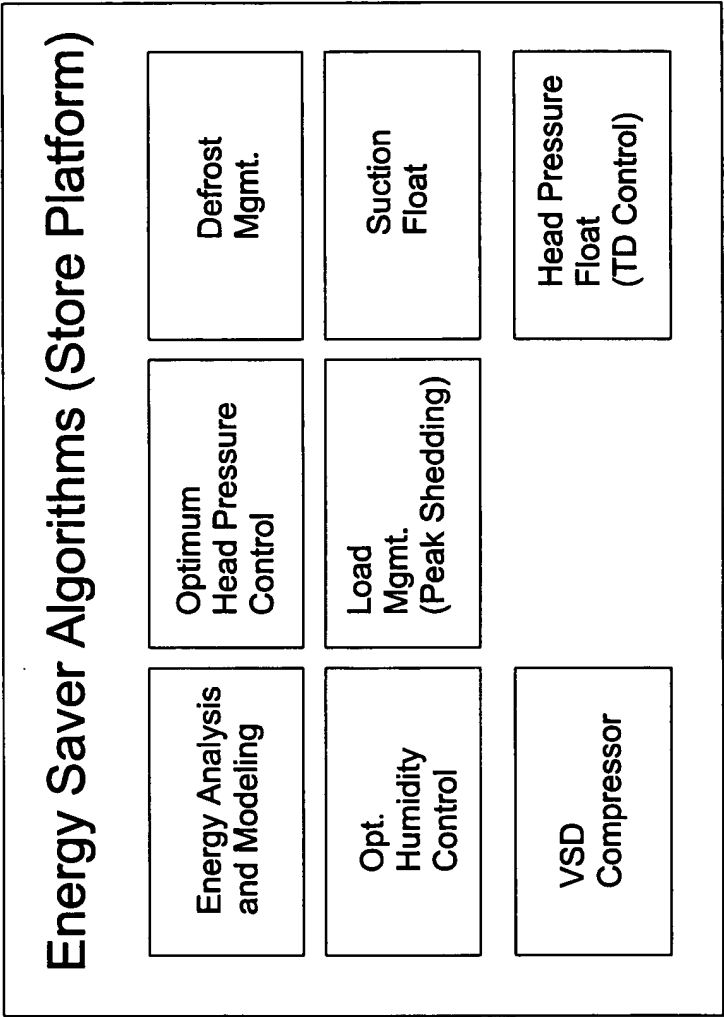 Energy Saver Algorithms (Store Platform)
Energy Analysis
and Modeling
Optimum
Head Pressure
Control
Defrost
Mgmt.
Opt.
Humidity
Control
Load
Mgmt.
(Peak Shedding)
Suction
Float
VSD
Compressor
Head Pressure
Float
(TD Control)